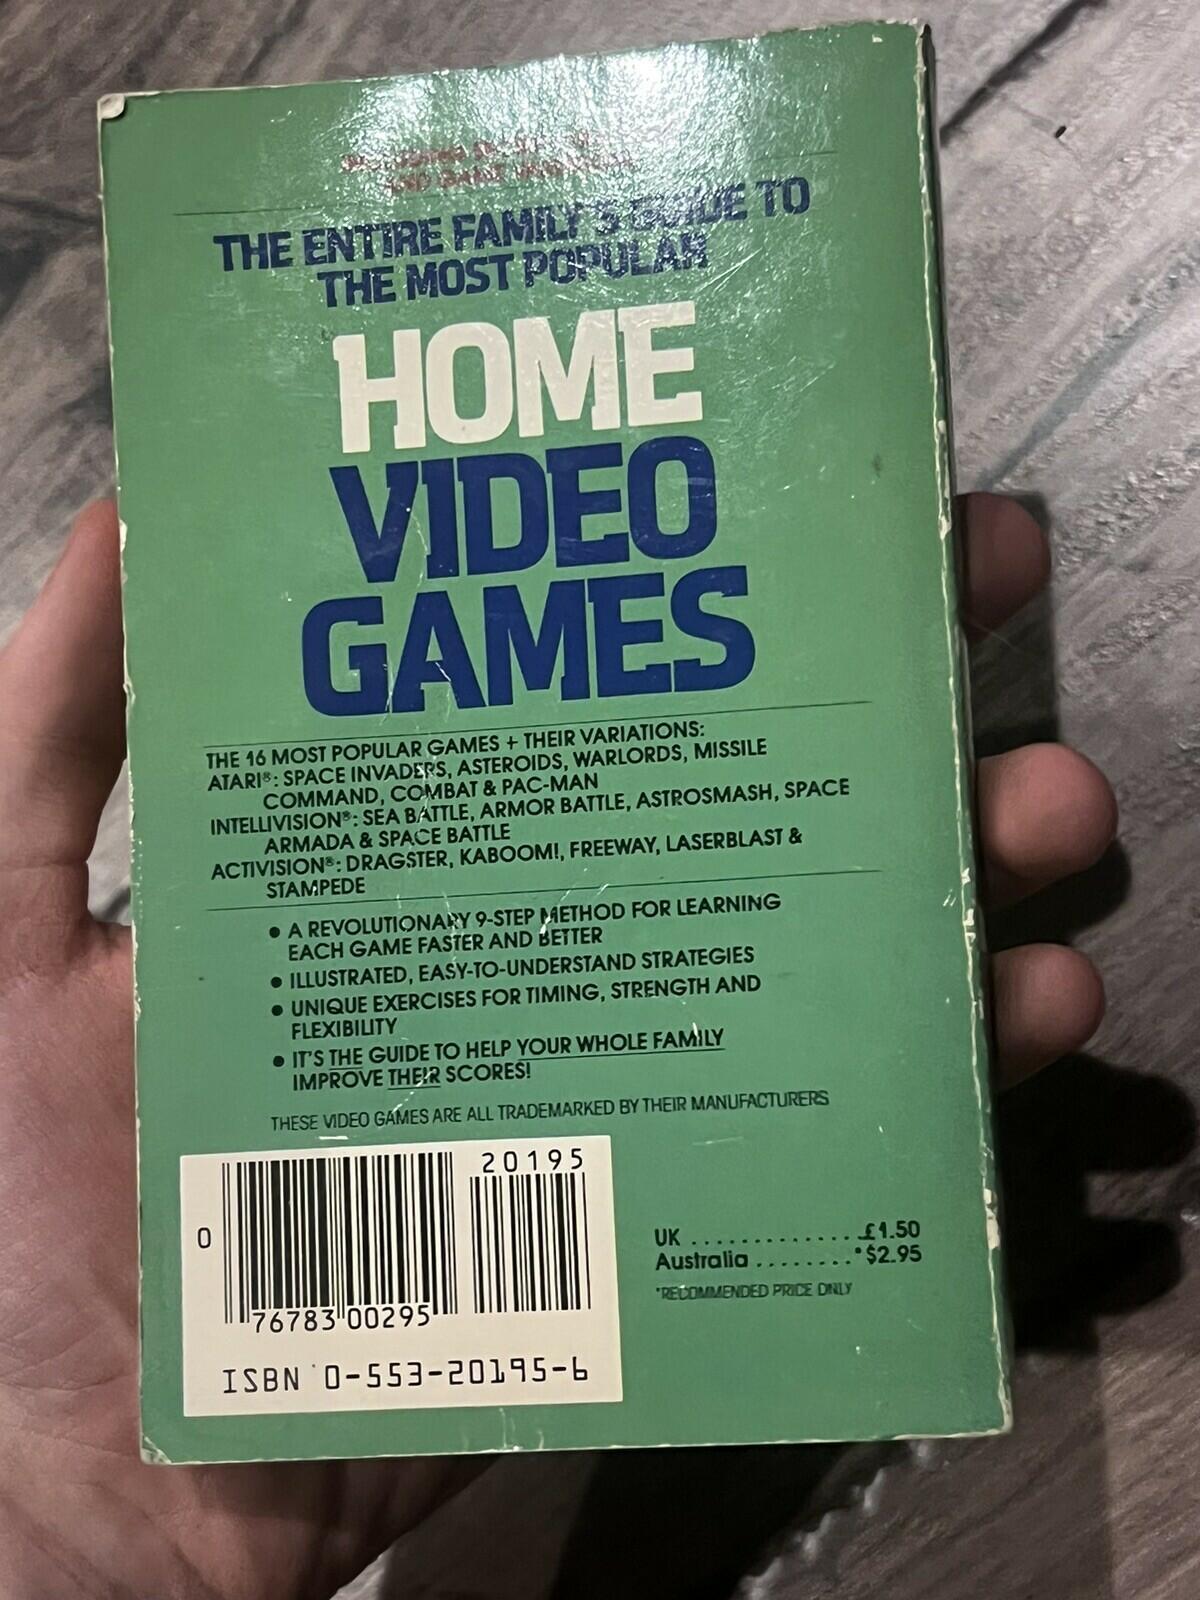 AND GAME
THE ENTIRE FAMILY'S GUIDE TO
THE MOST POPULAR
HOME
VIDEO
GAMES
THE 16 MOST POPULAR GAMES + THEIR VARIATIONS:
ATARI®: SPACE INVADERS, ASTEROIDS, WARLORDS, MISSILE
COMMAND, COMBAT & PAC-MAN
INTELLIVISION®: SEA BATTLE, ARMOR BATTLE, ASTROSMASH, SPACE
ARMADA & SPACE BATTLE
ACTIVISION®: DRAGSTER, KABOOM!, FREEWAY, LASERBLAST &
STAMPEDE
• A REVOLUTIONARY 9-STEP METHOD FOR LEARNING
EACH GAME FASTER AND BETTER
• ILLUSTRATED, EASY-TO-UNDERSTAND STRATEGIES
• UNIQUE EXERCISES FOR TIMING, STRENGTH AND
FLEXIBILITY
• IT'S THE GUIDE TO HELP YOUR WHOLE FAMILY
IMPROVE THEIR SCORES!
THESE VIDEO GAMES ARE ALL TRADEMARKED BY THEIR MANUFACTURERS
20195
0
76783 00295
ISBN 0-553-20195-6
UK ............... £1.50
Australia ........ *$2.95
*RECOMMENDED PRICE ONLY